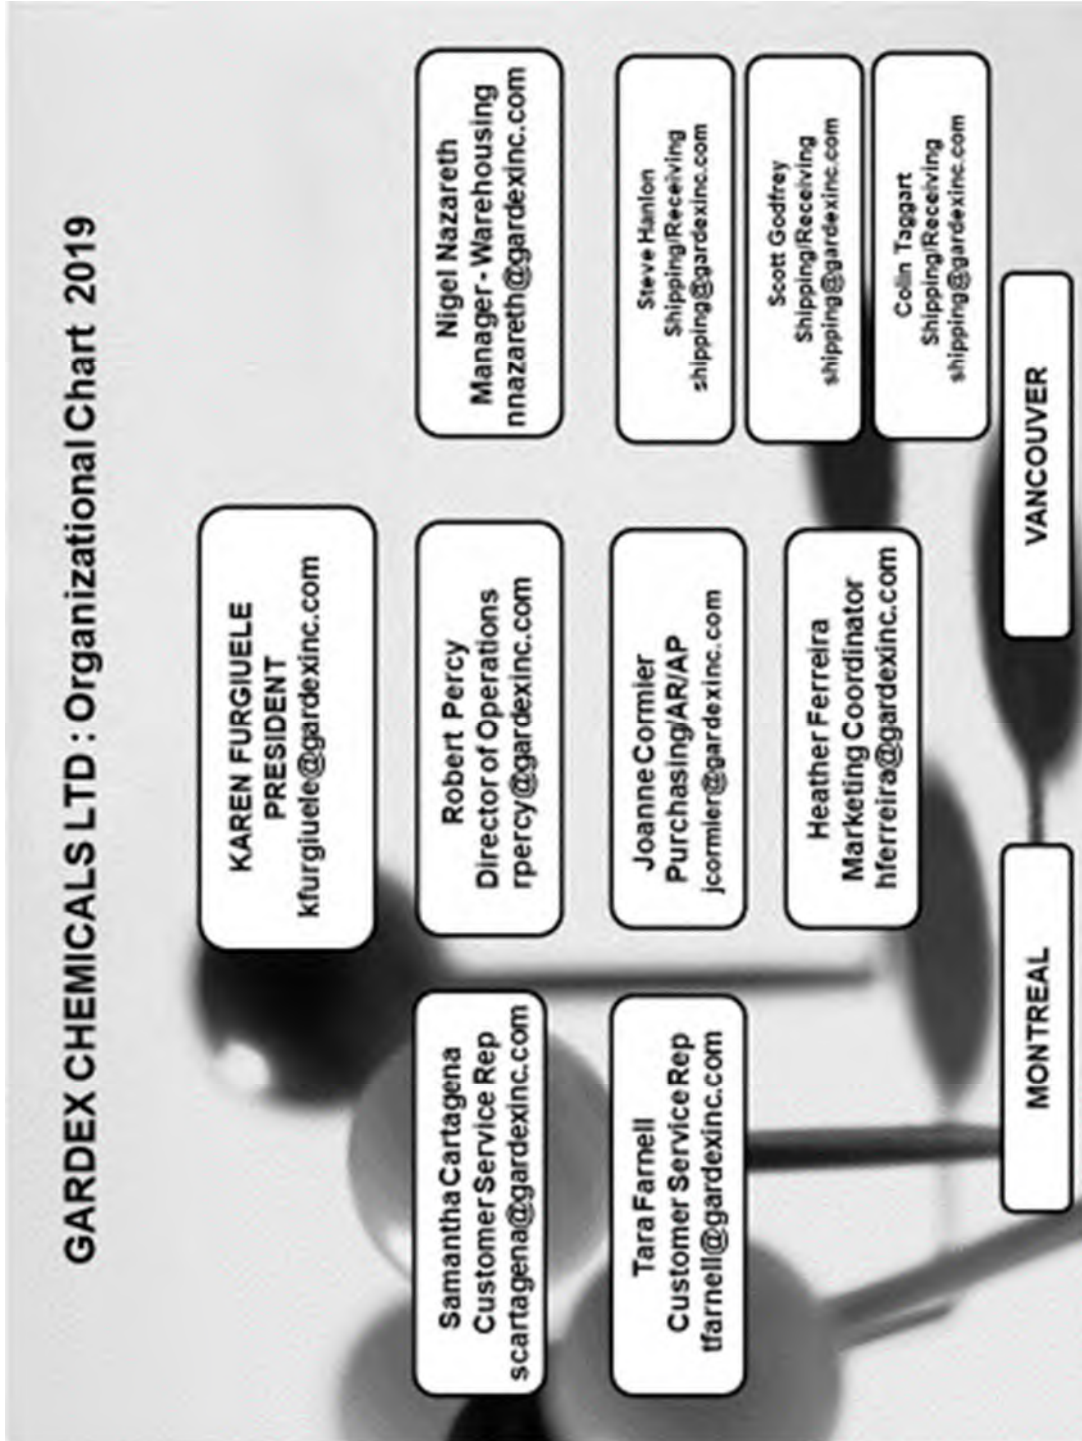 GARDEX CHEMICALS LTD : Organizational Chart 2019
KAREN FURGIUELE
PRESIDENT
kfurgiuele@gardexinc.com
Samantha Cartagena
Customer Service Rep
scartagena@gardexinc.com
Robert Percy
Director of Operations
rpercy@gardexinc.com
Nigel Nazareth
Manager - Warehousing
nnazareth@gardexinc.com
Tara Farnell
Customer Service Rep
tfarnell@gardexinc.com
Joanne Cormier
Purchasing/AR/AP
jcormier@gardexinc.com
Steve Hanlon
Shipping/Receiving
shipping@gardexinc.com
Heather Ferreira
Marketing Coordinator
hferreira@gardexinc.com
Scott Godfrey
Shipping/Receiving
shipping@gardexinc.com
Colin Taggart
Shipping/Receiving
shipping@gardexinc.com
MONTREAL
VANCOUVER